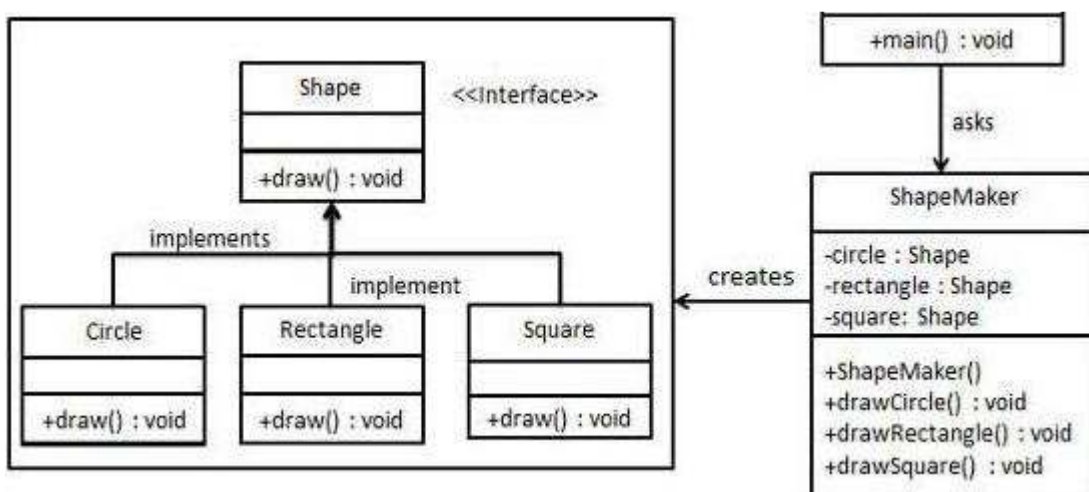 Shape
<<Interface>>
+draw() : void
implements
implement
Circle
+draw() : void
Rectangle
+draw() : void
Square
+draw() : void
+main() : void
asks
ShapeMaker
-circle : Shape
-rectangle : Shape
-square: Shape
creates
+ShapeMaker()
+drawCircle() : void
+drawRectangle() : void
+drawSquare() : void